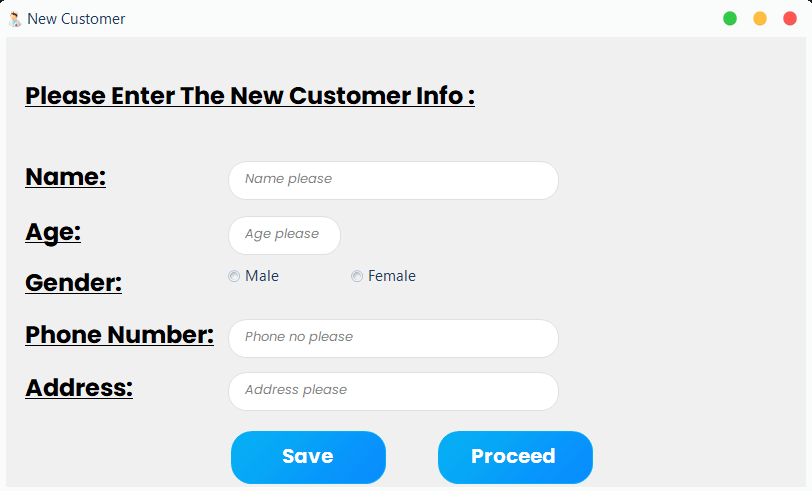 New Customer
Please Enter The New Customer Info :
Name: Name please
Age: Age please
Gender: Male Female
Phone Number: Phone no please
Address: Address please
Save Proceed